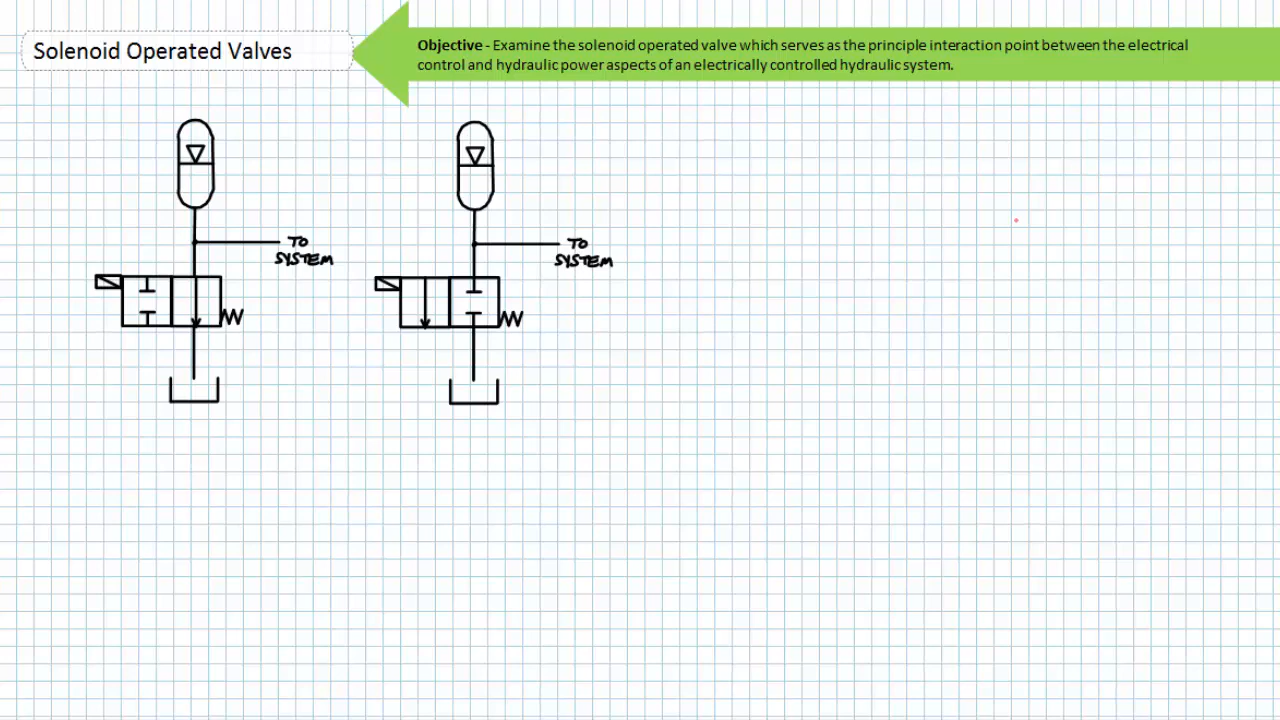 Solenoid Operated Valves
Objective - Examine the solenoid operated valve which serves as the principle interaction point between the electrical
control and hydraulic power aspects of an electrically controlled hydraulic system.
TO
SYSTEM
TO
SYSTEM